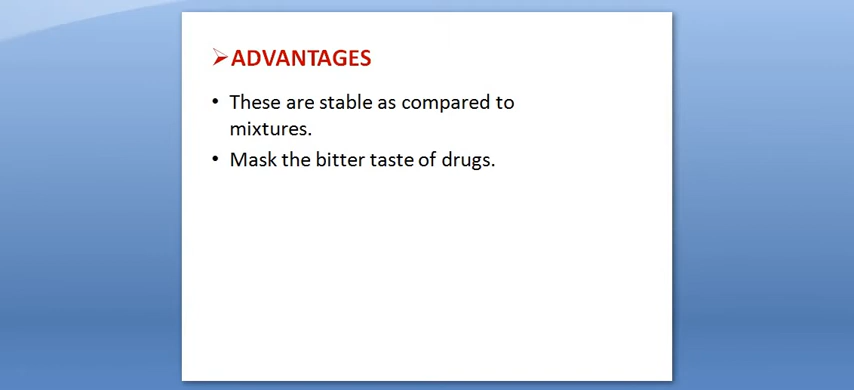 ➢ADVANTAGES
• These are stable as compared to
mixtures.
• Mask the bitter taste of drugs.